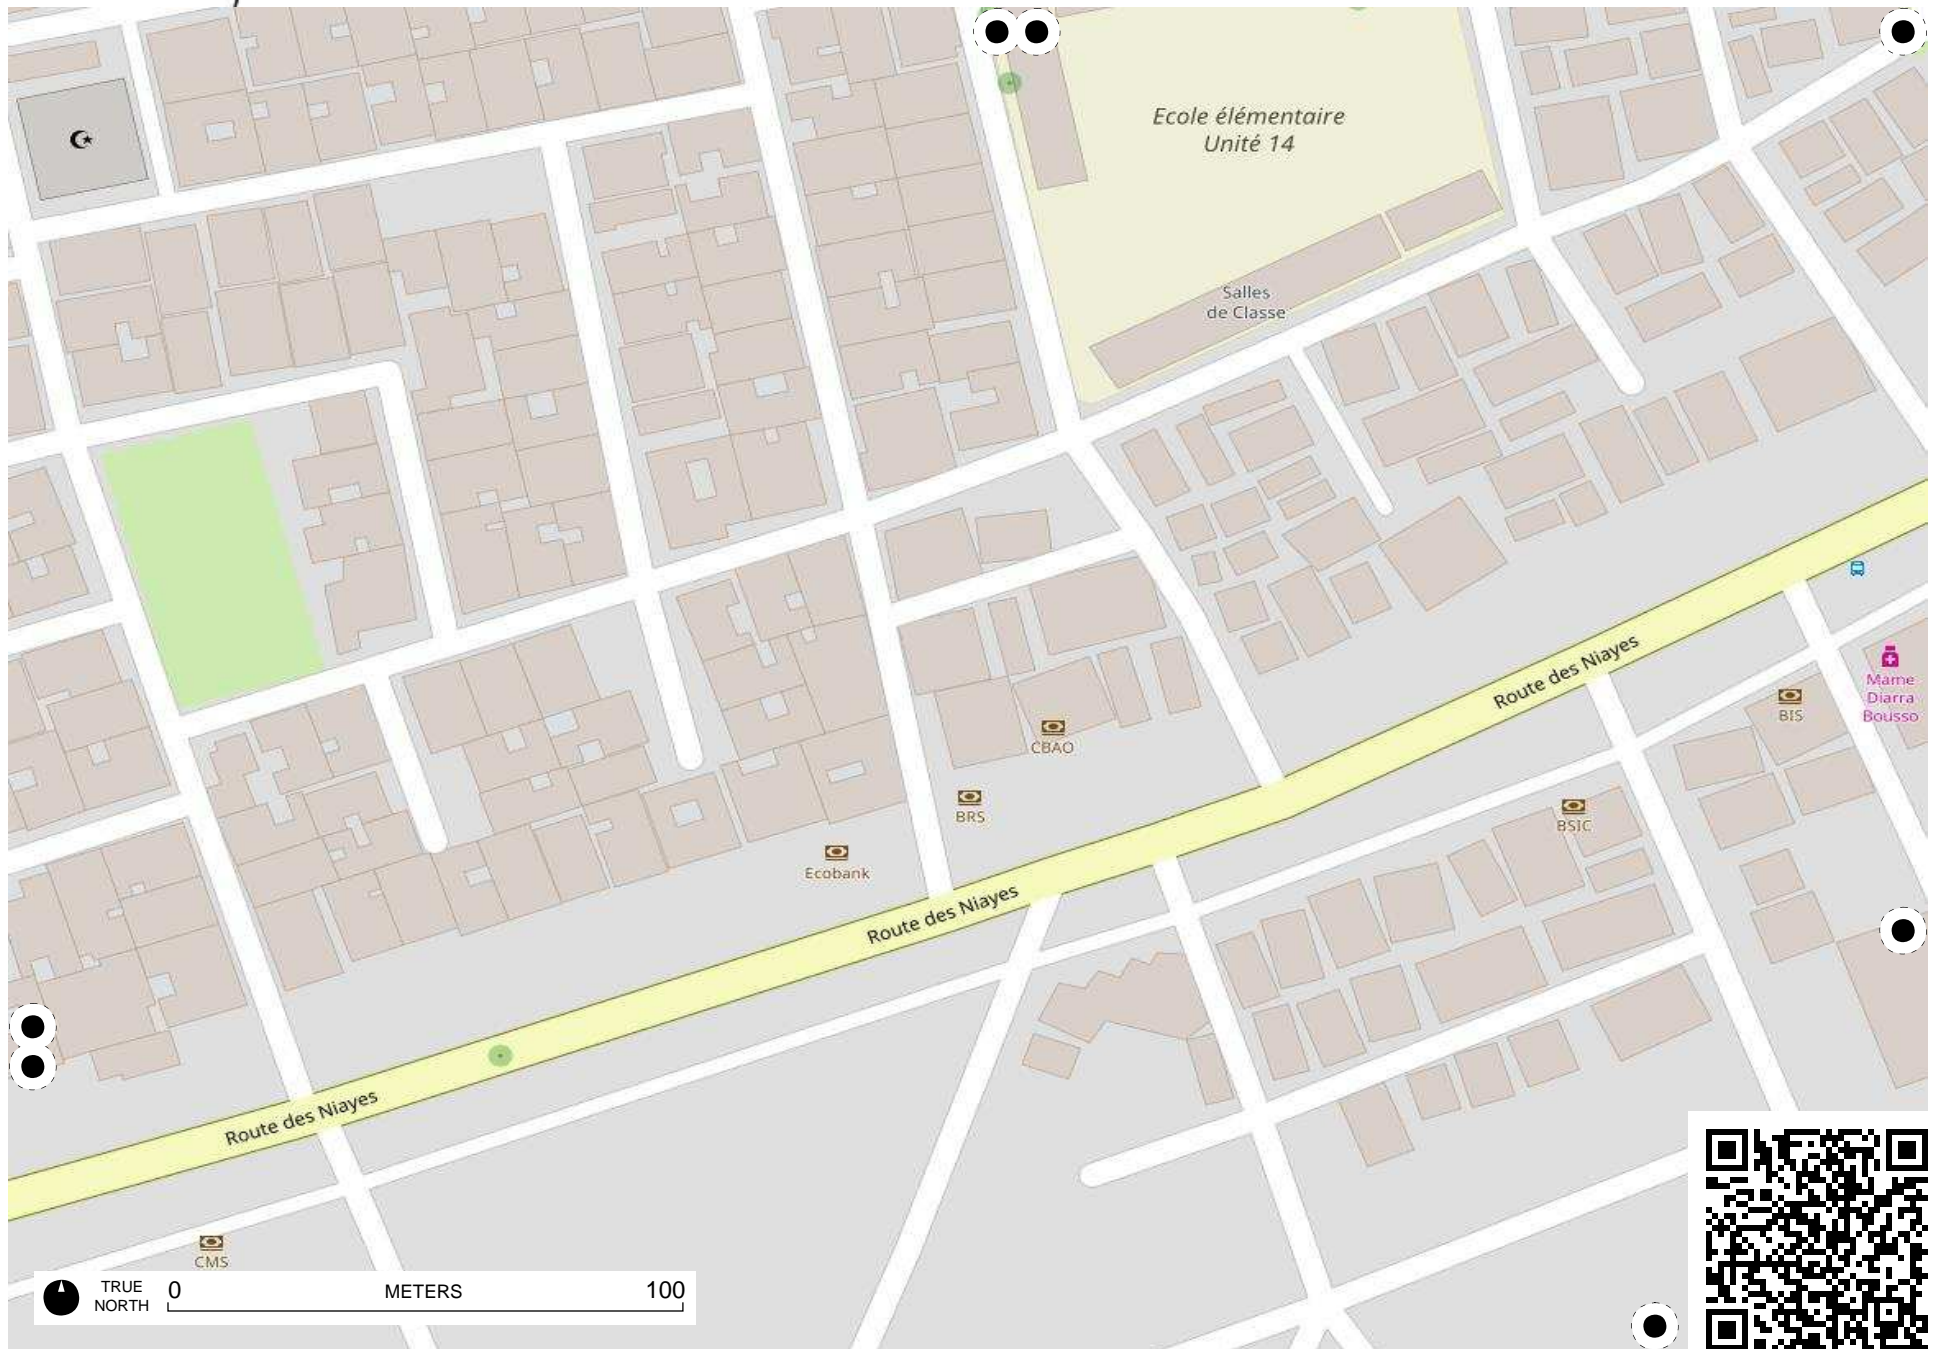 Ecole élémentaire
Unité 14
Salles
de Classe
Route des Niayes
Mame
Diarra
Bousso
BIS
CBAO
BRS
BSIC
Ecobank
Route des Niayes
Route des Niayes
CMS
TRUE
NORTH
0 METERS 100